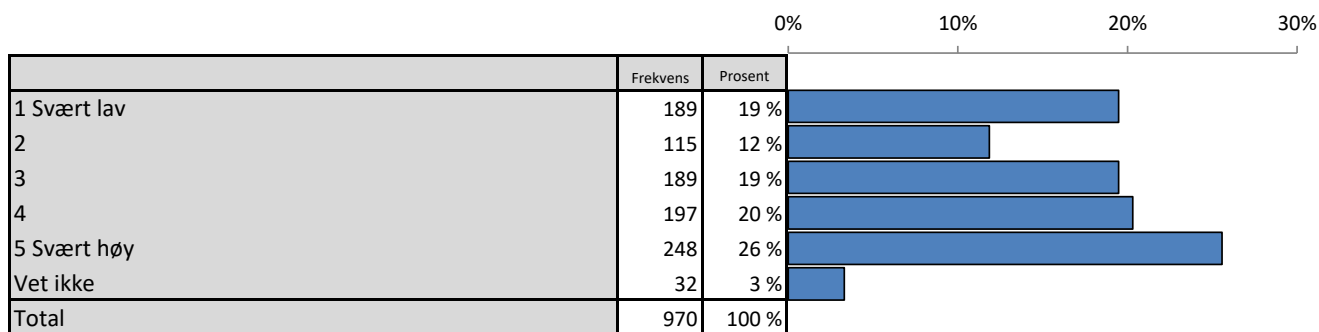 0% 10% 20% 30%
Frekvens Prosent
1 Svært lav 189 19 %
2 115 12 %
3 189 19 %
4 197 20 %
5 Svært høy 248 26 %
Vet ikke 32 3 %
Total 970 100 %